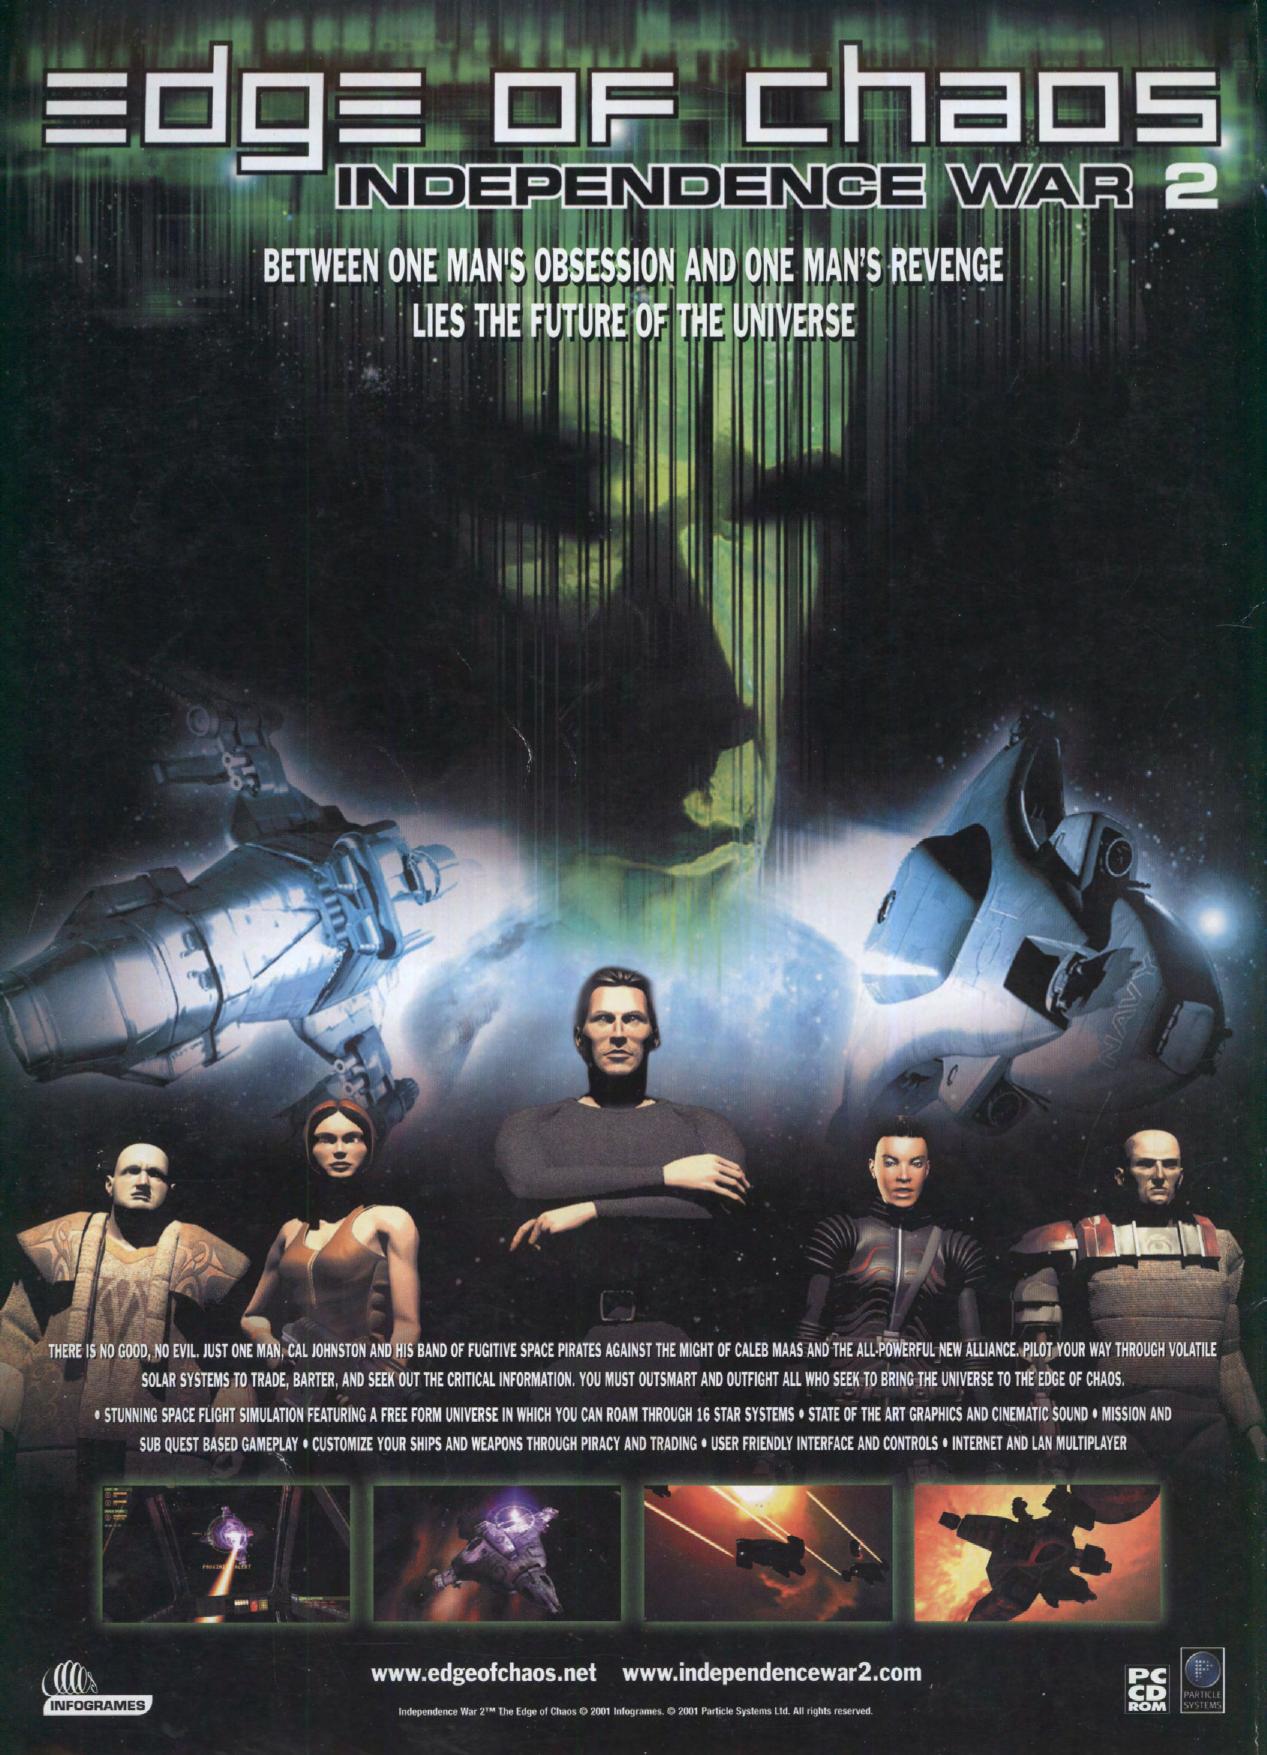 Edge OF Chaos
INDEPENDENCE WAR 2
BETWEEN ONE MAN'S OBSESSION AND ONE MAN'S REVENGE
LIES THE FUTURE OF THE UNIVERSE
NAVY
THERE IS NO GOOD, NO EVIL. JUST ONE MAN, CAL JOHNSTON AND HIS BAND OF FUGITIVE SPACE PIRATES AGAINST THE MIGHT OF CALEB MAAS AND THE ALL-POWERFUL NEW ALLIANCE. PILOT YOUR WAY THROUGH VOLATILE
SOLAR SYSTEMS TO TRADE, BARTER, AND SEEK OUT THE CRITICAL INFORMATION. YOU MUST OUTSMART AND OUTFIGHT ALL WHO SEEK TO BRING THE UNIVERSE TO THE EDGE OF CHAOS.
• STUNNING SPACE FLIGHT SIMULATION FEATURING A FREE FORM UNIVERSE IN WHICH YOU CAN ROAM THROUGH 16 STAR SYSTEMS • STATE OF THE ART GRAPHICS AND CINEMATIC SOUND • MISSION AND
SUB QUEST BASED GAMEPLAY • CUSTOMIZE YOUR SHIPS AND WEAPONS THROUGH PIRACY AND TRADING • USER FRIENDLY INTERFACE AND CONTROLS • INTERNET AND LAN MULTIPLAYER
INFOGRAMES
www.edgeofchaos.net www.independencewar2.com
Independence War 2™ The Edge of Chaos © 2001 Infogrames. © 2001 Particle Systems Ltd. All rights reserved.
PC
CD
ROM
PARTICLE
SYSTEMS